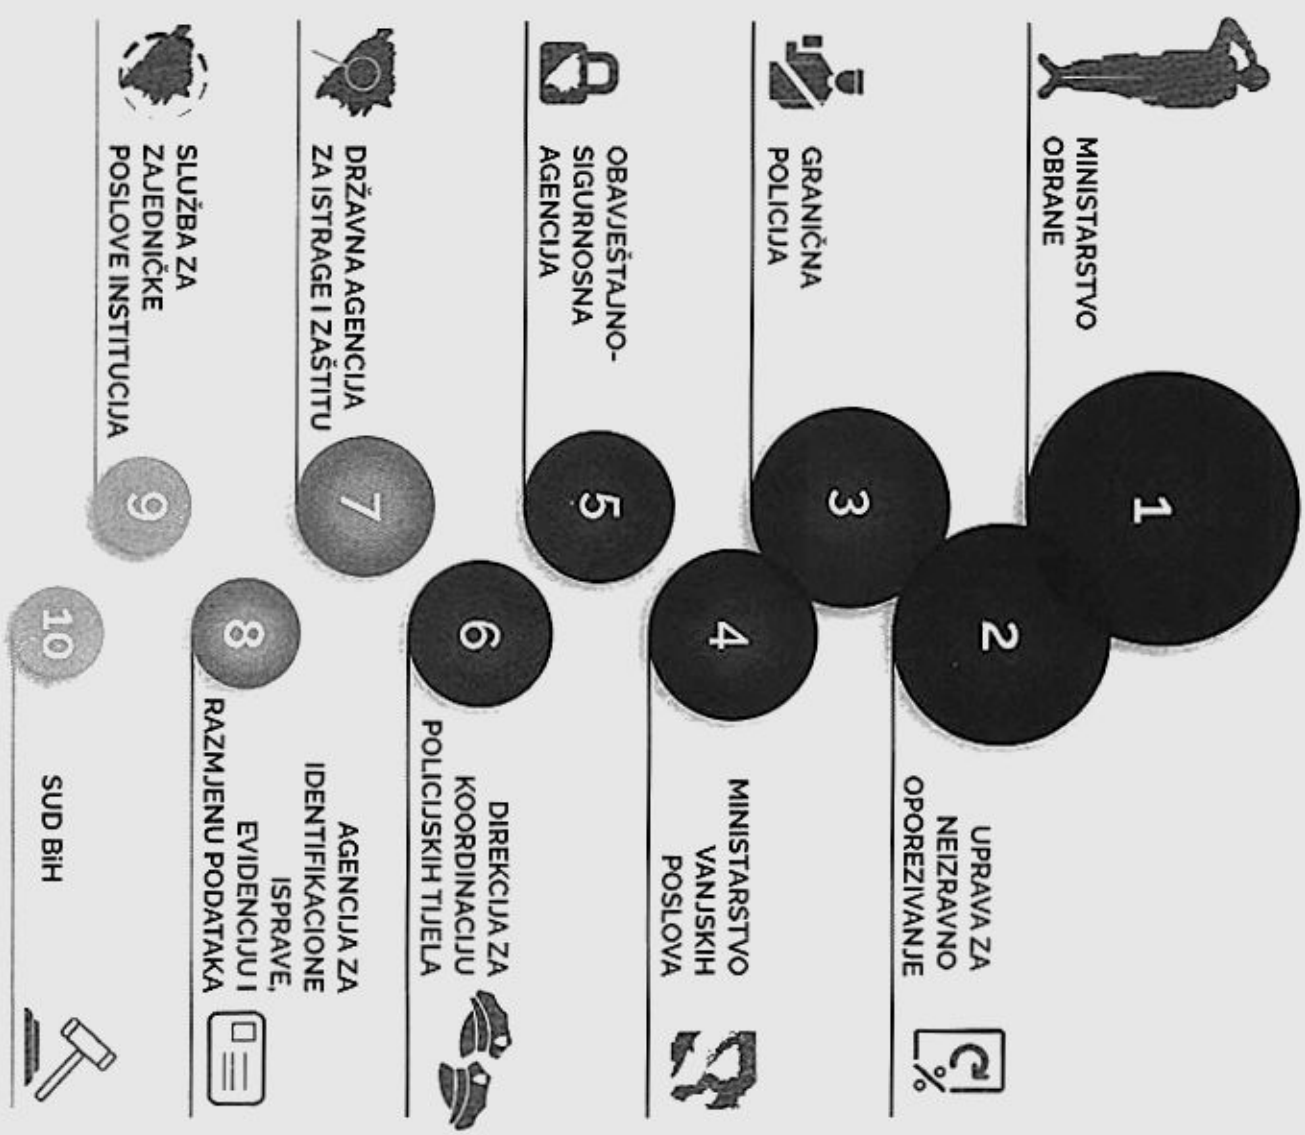 1
MINISTARSTVO
OBRANE
2
UPRAVA ZA
NEIZRAVNO
OPOREZIVANJE
3
GRANIČNA
POLICIJA
4
MINISTARSTVO
VANJSKIH
POSLOVA
5
OBAVJEŠTAJNO-
SIGURNOSNA
AGENCIJA
6
DIREKCIJA ZA
KOORDINACIJU
POLICIJSKIH TIJELA
7
DRŽAVNA AGENCIJA
ZA ISTRAGE I ZAŠTITU
8
AGENCIJA ZA
IDENTIFIKACIONE
ISPRAVE,
EVIDENCIJU I
RAZMJENU PODATAKA
9
SLUŽBA ZA
ZAJEDNIČKE
POSLOVE INSTITUCIJA
10
SUD BiH
%